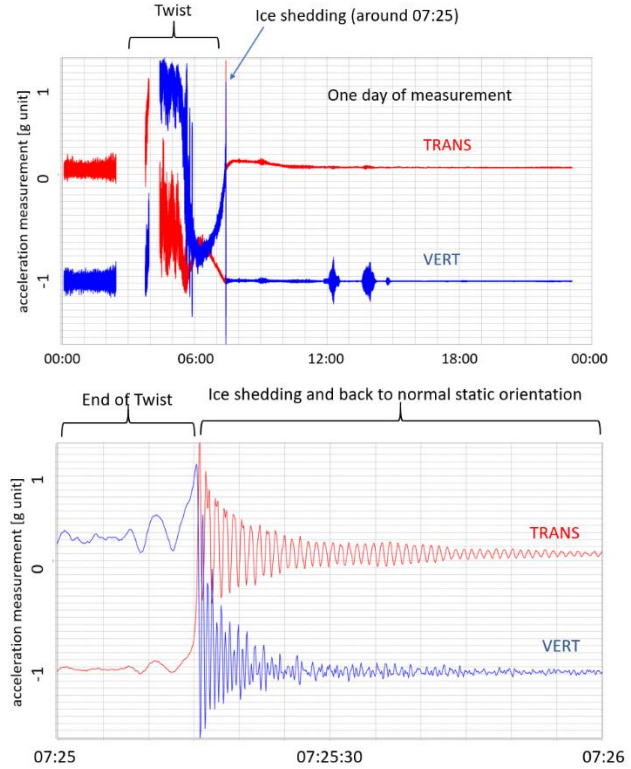 Twist
Ice shedding (around 07:25)
One day of measurement
TRANS
VERT
acceleration measurement [g unit]
1
0
-1
00:00 06:00 12:00 18:00 00:00
End of Twist
Ice shedding and back to normal static orientation
TRANS
VERT
acceleration measurement [g unit]
1
0
-1
07:25 07:25:30 07:26